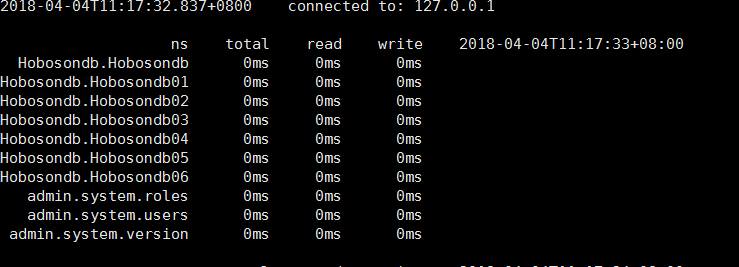 2018-04-04T11:17:32.837+0800 connected to: 127.0.0.1
ns total read write 2018-04-04T11:17:33+08:00
Hobosondb.Hobosondb 0ms 0ms 0ms
Hobosondb.Hobosondb01 0ms 0ms 0ms
Hobosondb.Hobosondb02 0ms 0ms 0ms
Hobosondb.Hobosondb03 0ms 0ms 0ms
Hobosondb.Hobosondb04 0ms 0ms 0ms
Hobosondb.Hobosondb05 0ms 0ms 0ms
Hobosondb.Hobosondb06 0ms 0ms 0ms
admin.system.roles 0ms 0ms 0ms
admin.system.users 0ms 0ms 0ms
admin.system.version 0ms 0ms 0ms